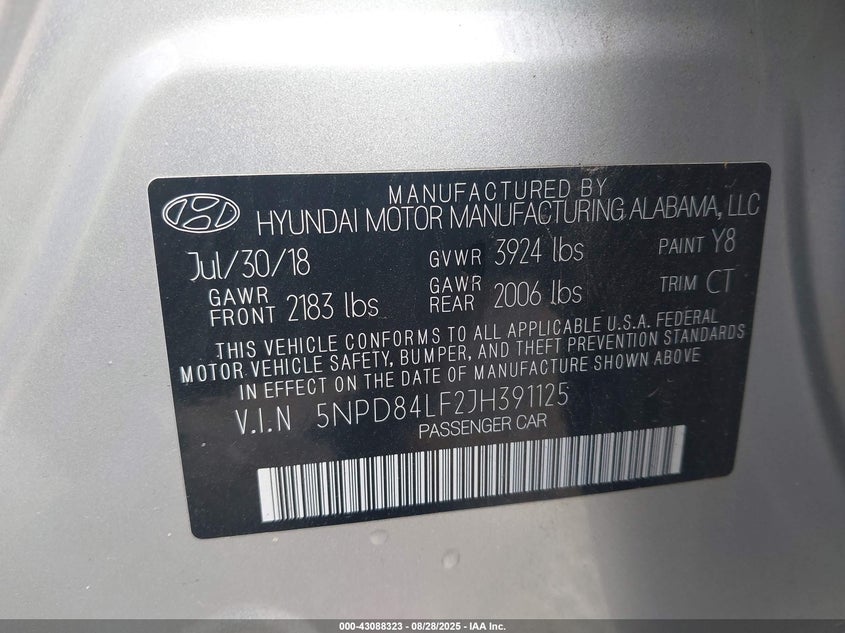 MANUFACTURED BY
HYUNDAI MOTOR MANUFACTURING ALABAMA, LLC
Jul/30/18 GVWR 3924 lbs PAINT Y8
GAWR FRONT 2183 lbs GAWR REAR 2006 lbs TRIM CT
THIS VEHICLE CONFORMS TO ALL APPLICABLE U.S.A. FEDERAL
MOTOR VEHICLE SAFETY, BUMPER, AND THEFT PREVENTION STANDARDS
IN EFFECT ON THE DATE OF MANUFACTURE SHOWN ABOVE
V.I.N 5NPD84LF2JH391125
PASSENGER CAR
000-43088323 - 08/28/2025 - IAA Inc.